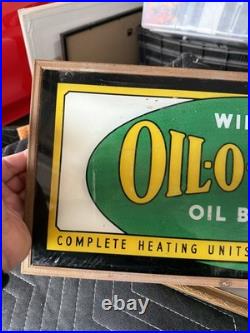 WI
OIL-O-
OIL B
COMPLETE HEATING UNITS